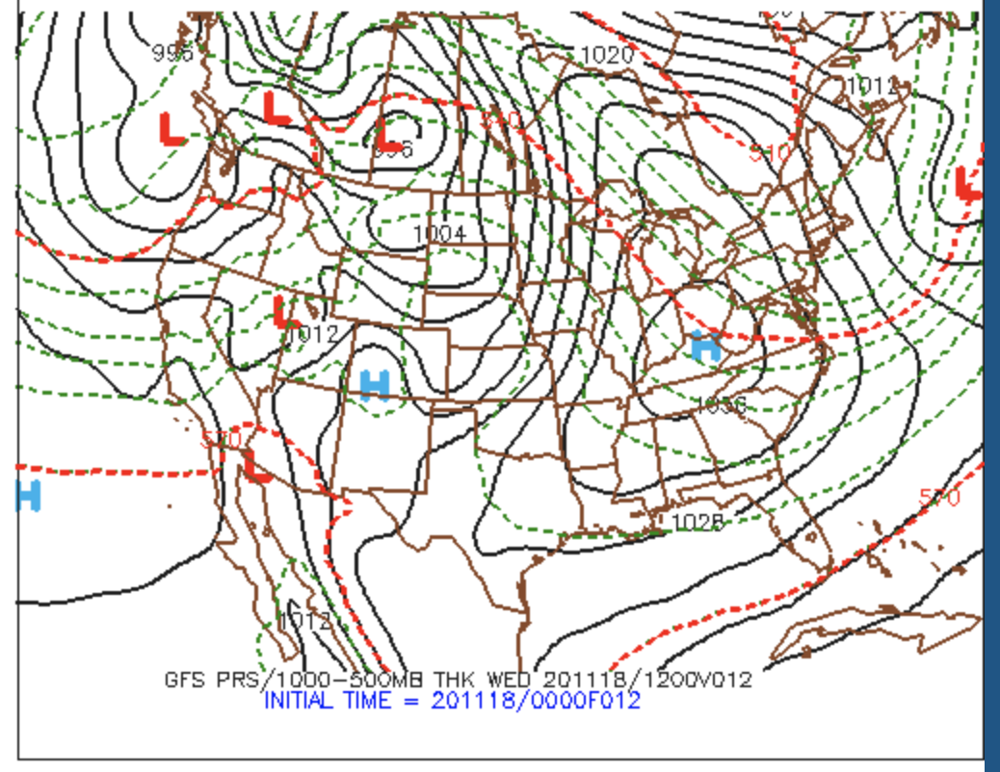 996
1020
1012
L
L
510
L
996
510
L
1004
L
1012
H
H
1036
570
L
H
570
1028
1012
GFS PRS/1000-500MB THK WED 201118/1200V012
INITIAL TIME = 201118/0000F012